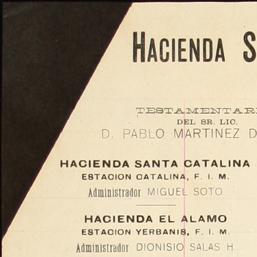 HACIENDA S
TESTAMENTAR
DEL SR. LIC.
D. PABLO MARTINEZ D
HACIENDA SANTA CATALINA
ESTACION CATALINA, F. I. M.
Administrador MIGUEL SOTO
HACIENDA EL ALAMO
ESTACION YERBANIS, F. I. M.
Administrador DIONISIO SALAS H.